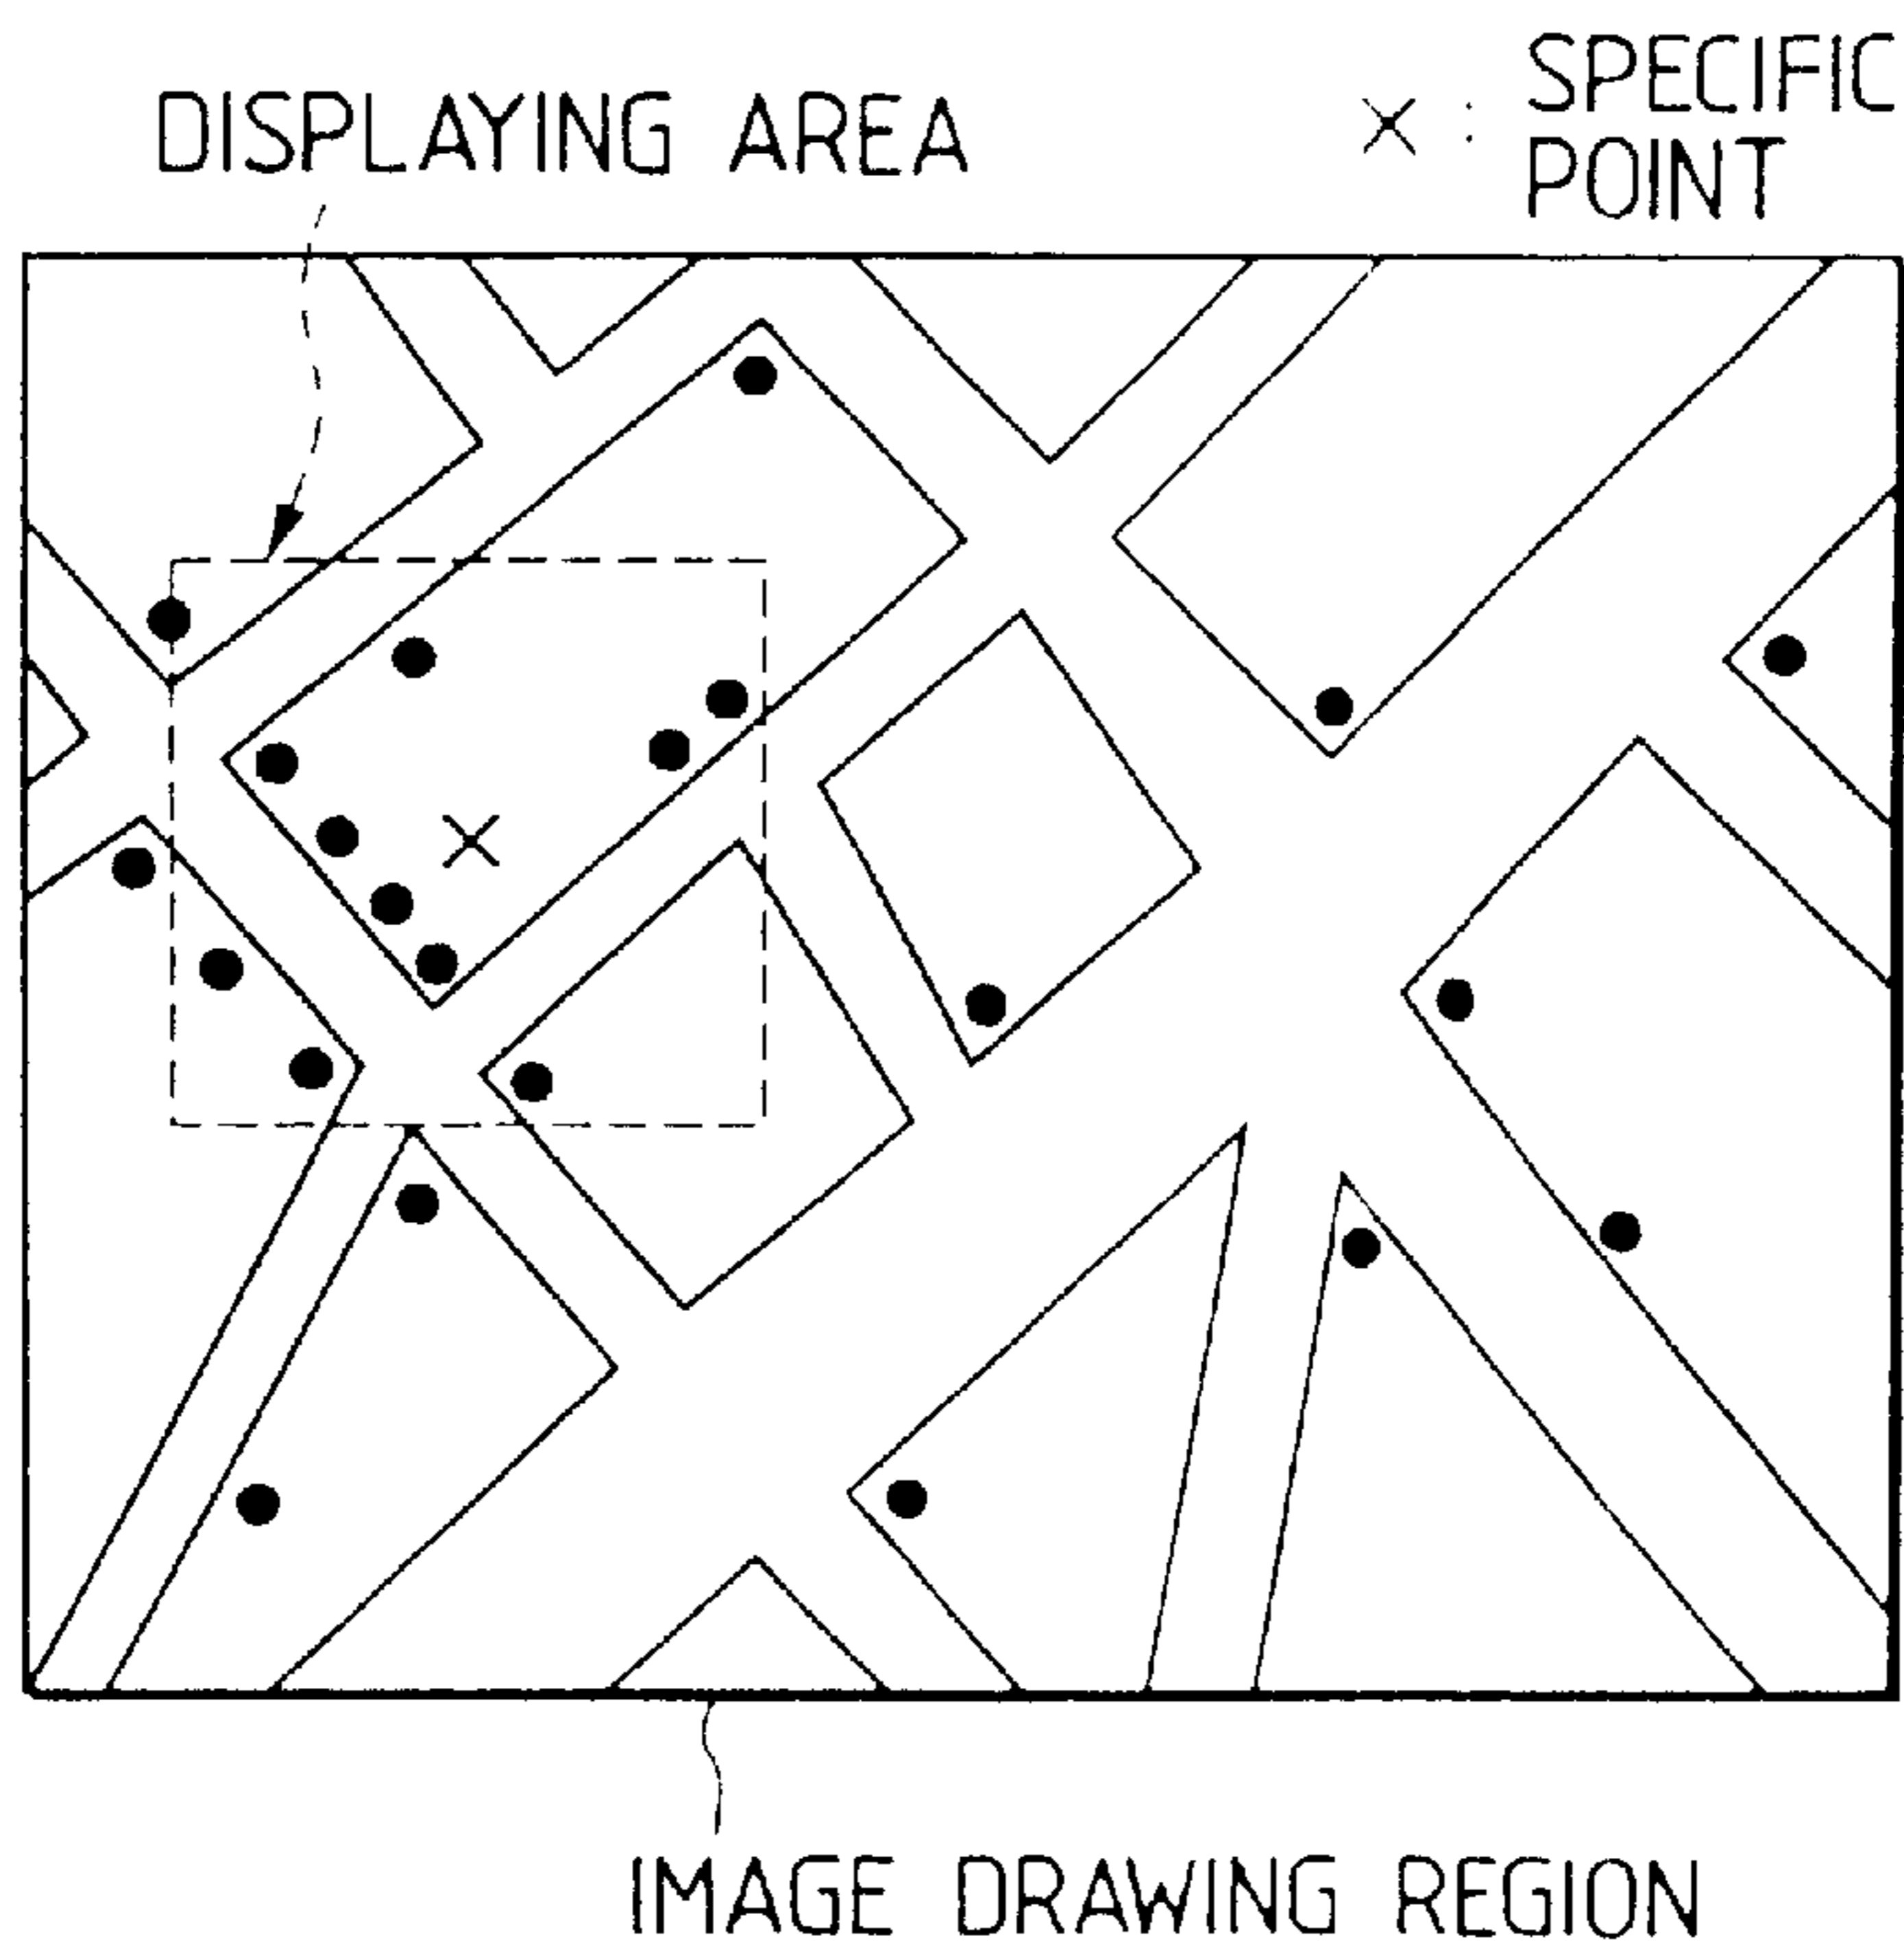 DISPLAYING AREA
× : SPECIFIC
POINT
IMAGE DRAWING REGION